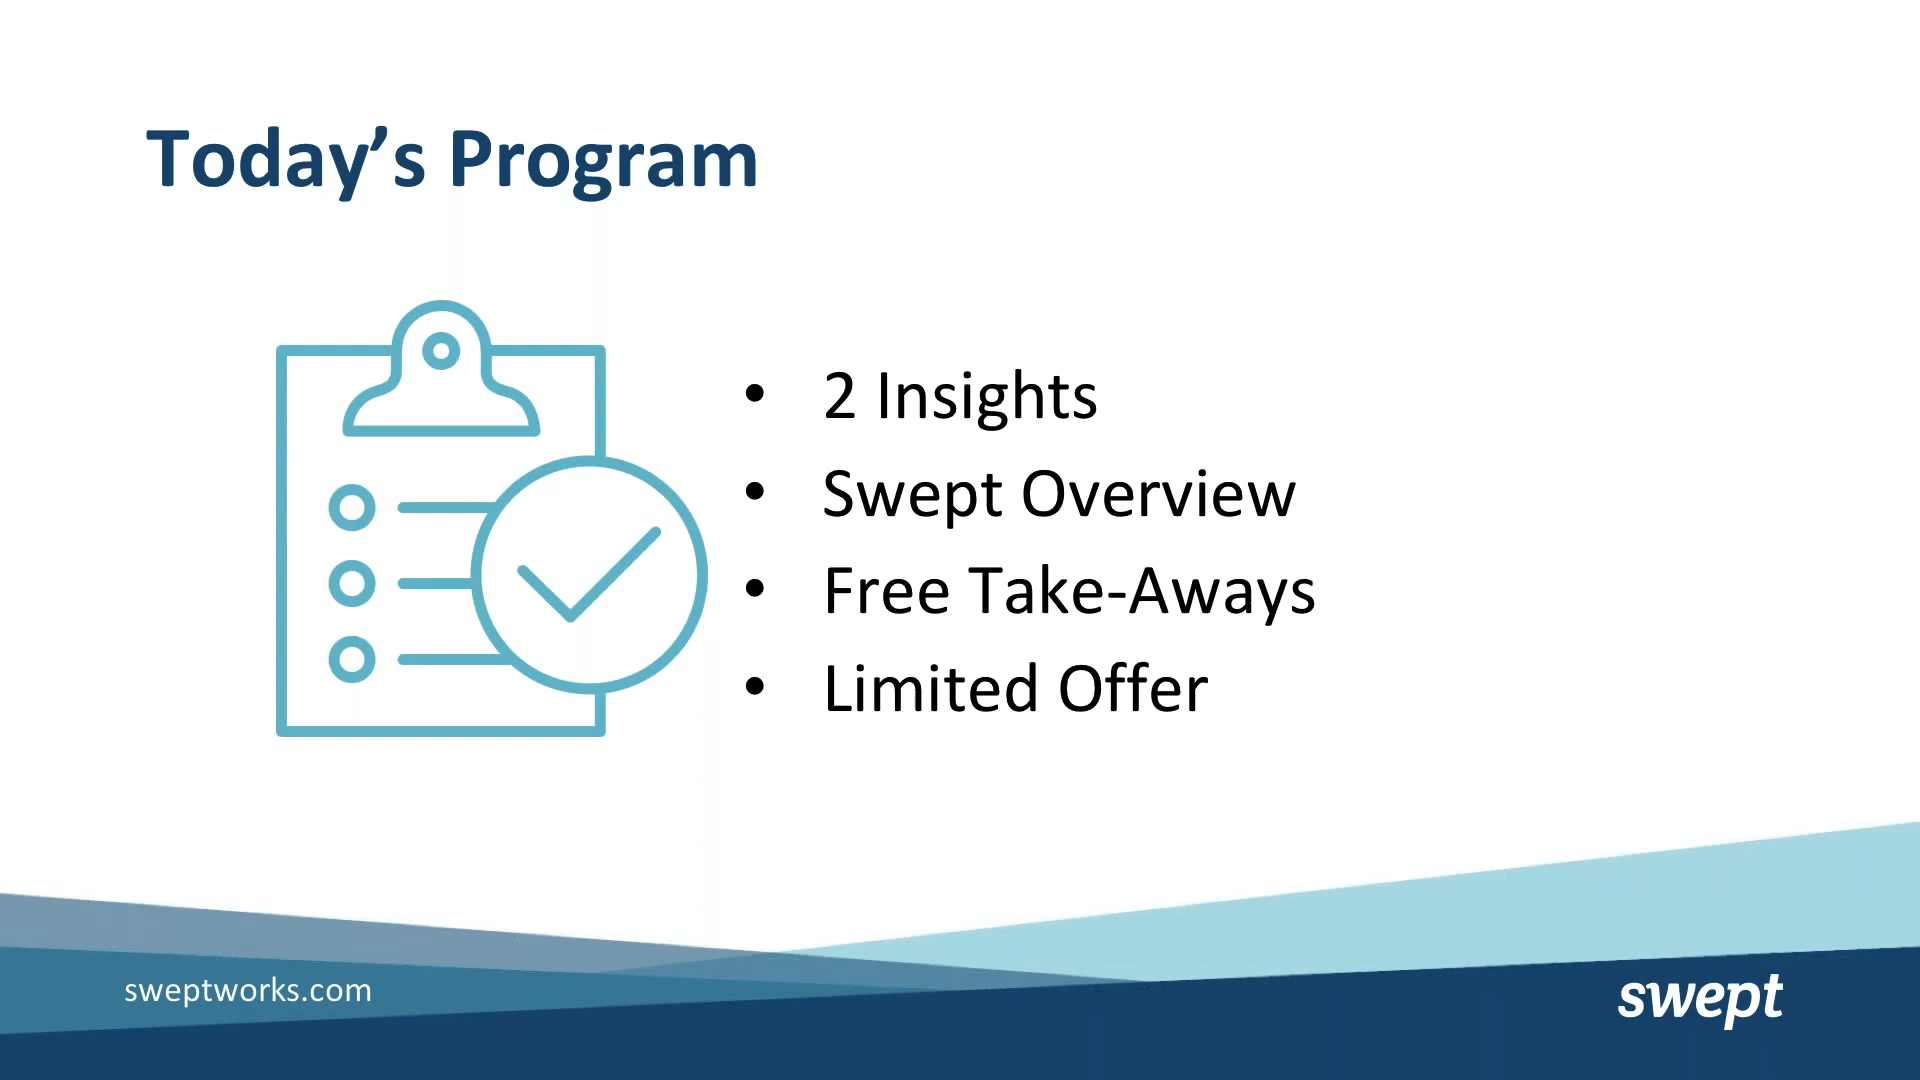 Today’s Program
• 2 Insights
• Swept Overview
• Free Take-Aways
• Limited Offer
sweptworks.com
swept